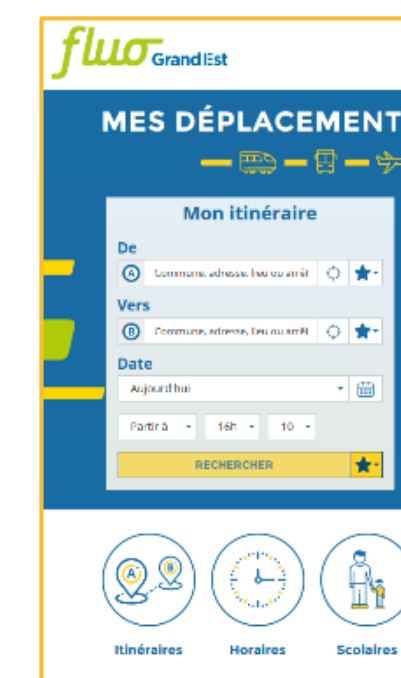 fluo Grand Est
MES DÉPLACEMENT
Mon itinéraire
De
A Commune, adresse, lieu ou arrêt
Vers
B Commune, adresse, lieu ou arrêt
Date
Aujourd'hui
Partir à 16h 10
RECHERCHER
A B
Itinéraires Horaires Scolaires